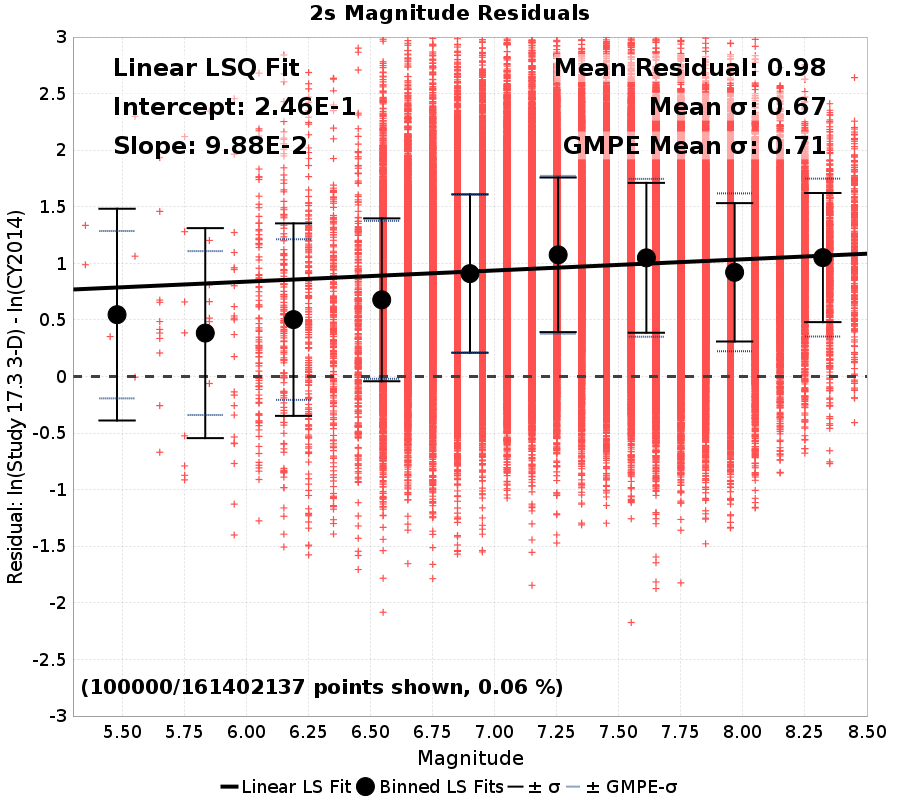 2s Magnitude Residuals
Linear LSQ Fit
Intercept: 2.46E-1
Slope: 9.88E-2
Mean Residual: 0.98
Mean σ: 0.67
GMPE Mean σ: 0.71
Residual: ln(Study 17.3 3-D) - ln(CY2014)
3
2.5
2
1.5
1
0.5
0
-0.5
-1
-1.5
-2
-2.5
-3
(100000/161402137 points shown, 0.06 %)
5.50 5.75 6.00 6.25 6.50 6.75 7.00 7.25 7.50 7.75 8.00 8.25 8.50
Magnitude
Linear LS Fit Binned LS Fits ± σ ± GMPE-σ